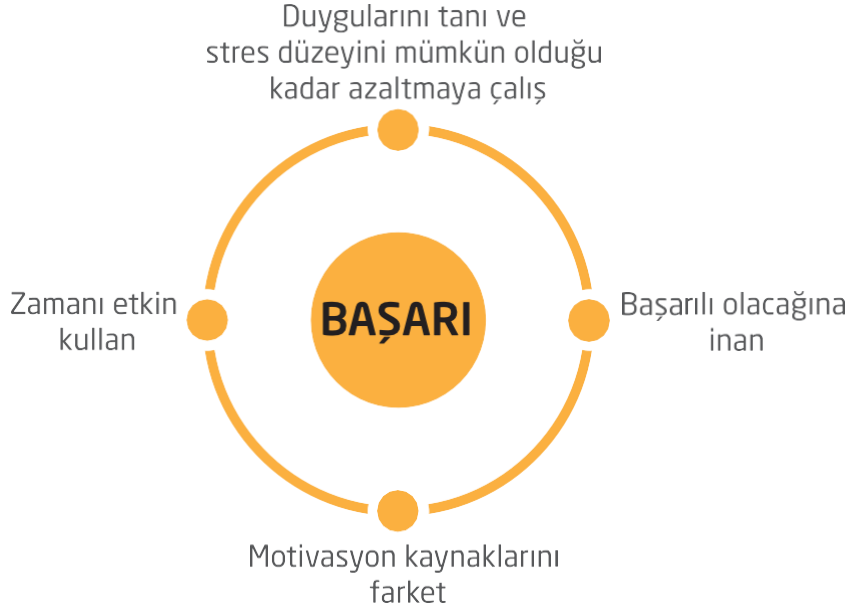 Duygularını tanı ve
stres düzeyini mümkün olduğu
kadar azaltmaya çalış
Zamanı etkin
kullan
BAŞARI
Başarılı olacağına
inan
Motivasyon kaynaklarını
farket